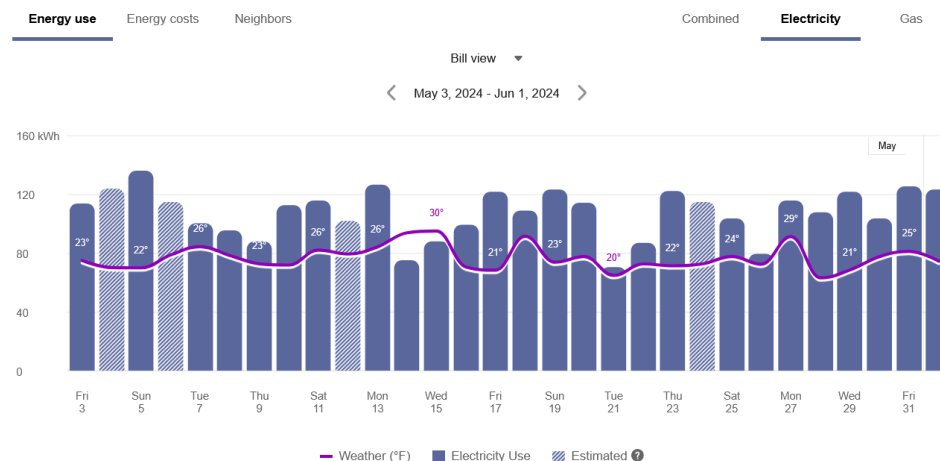 Energy use Energy costs Neighbors Combined Electricity Gas
Bill view
May 3, 2024 - Jun 1, 2024
160 kWh
May
120
30°
29°
26° 26° 26° 25°
23° 22° 23° 21° 23° 22° 24° 21°
80
20°
40
0
Fri Sun Tue Thu Sat Mon Wed Fri Sun Tue Thu Sat Mon Wed Fri
3 5 7 9 11 13 15 17 19 21 23 25 27 29 31
Weather (°F) Electricity Use Estimated ?